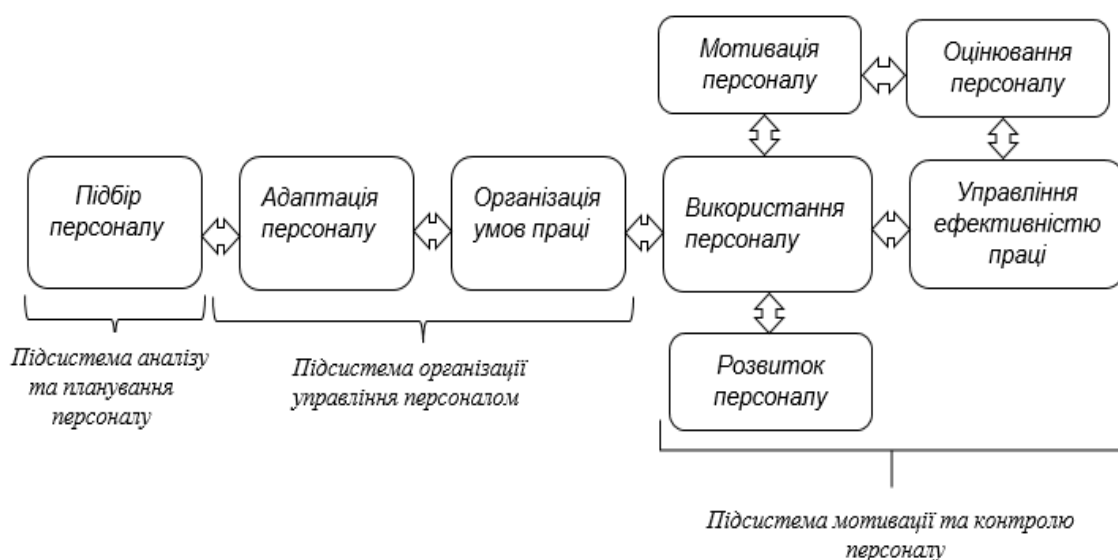 Мотивація
персоналу
Оцінювання
персоналу
Підбір
персоналу
Адаптація
персоналу
Організація
умов праці
Використання
персоналу
Управління
ефективністю
праці
Розвиток
персоналу
Підсистема аналізу
та планування
персоналу
Підсистема організації
управління персоналом
Підсистема мотивації та контролю
персоналу